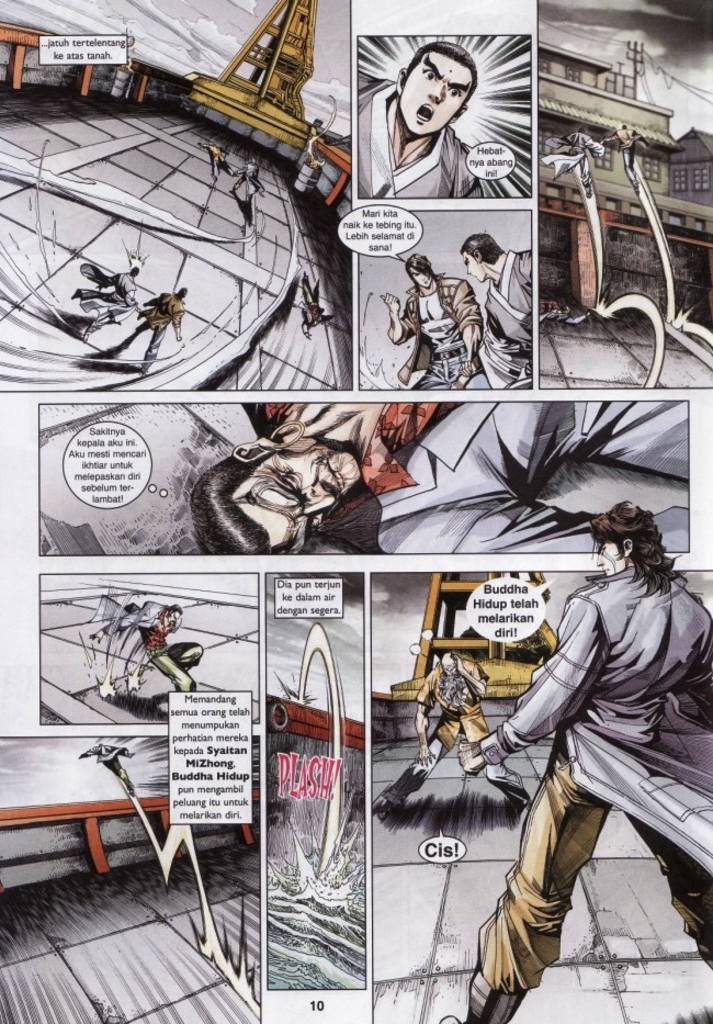 ...jatuh tertelentang
ke atas tanah.
Hebat-
nya abang
ini!
Mari kita
naik ke tebing itu.
Lebih selamat di
sana!
Sakitnya
kepala aku ini.
Aku mesti mencari
ikhtiar untuk
melepaskan diri
sebelum ter-
lambat!
Memandang
semua orang telah
menumpukan
perhatian mereka
kepada Syaitan
MiZhong,
Buddha Hidup
pun mengambil
peluang itu untuk
melarikan diri.
Dia pun terjun
ke dalam air
dengan segera.
PLASH!
Buddha
Hidup telah
melarikan
diri!
Cis!
10